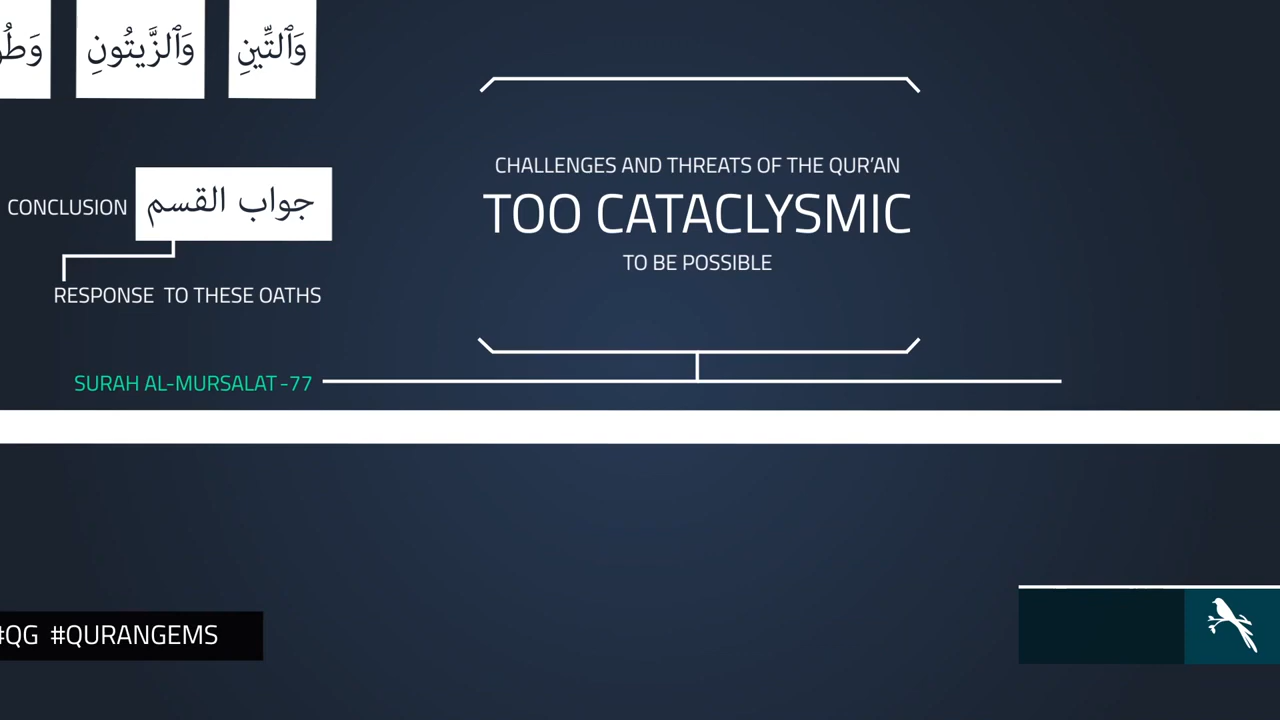 وَٱلتِّينِ وَٱلزَّيتُونِ
CHALLENGES AND THREATS OF THE QUR’AN
TOO CATACLYSMIC
TO BE POSSIBLE
CONCLUSION جواب القسم
RESPONSE TO THESE OATHS
SURAH AL-MURSALAT -77
#QG #QURANGEMS